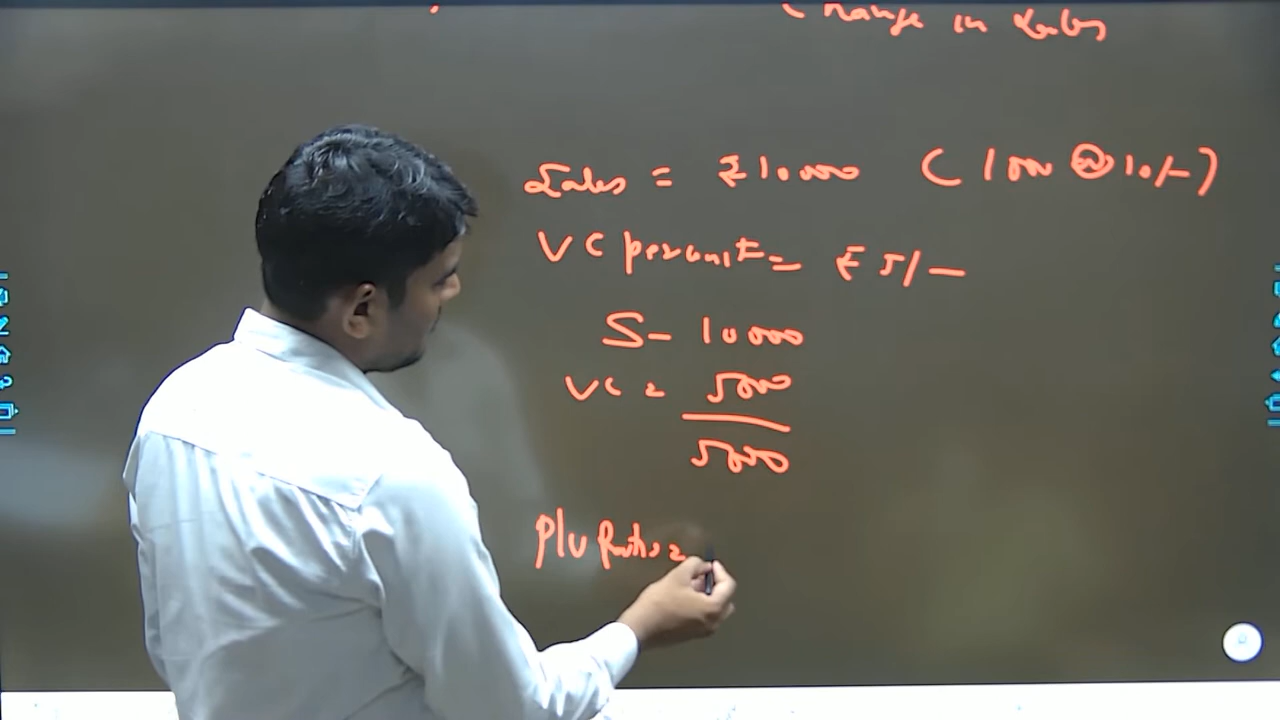 Change in Sales
Sales = ₹10000 (1000 @ 10/-)
VC per unit = ₹5/-
S - 10000
VC = 5000
5000
P/V Ratio =